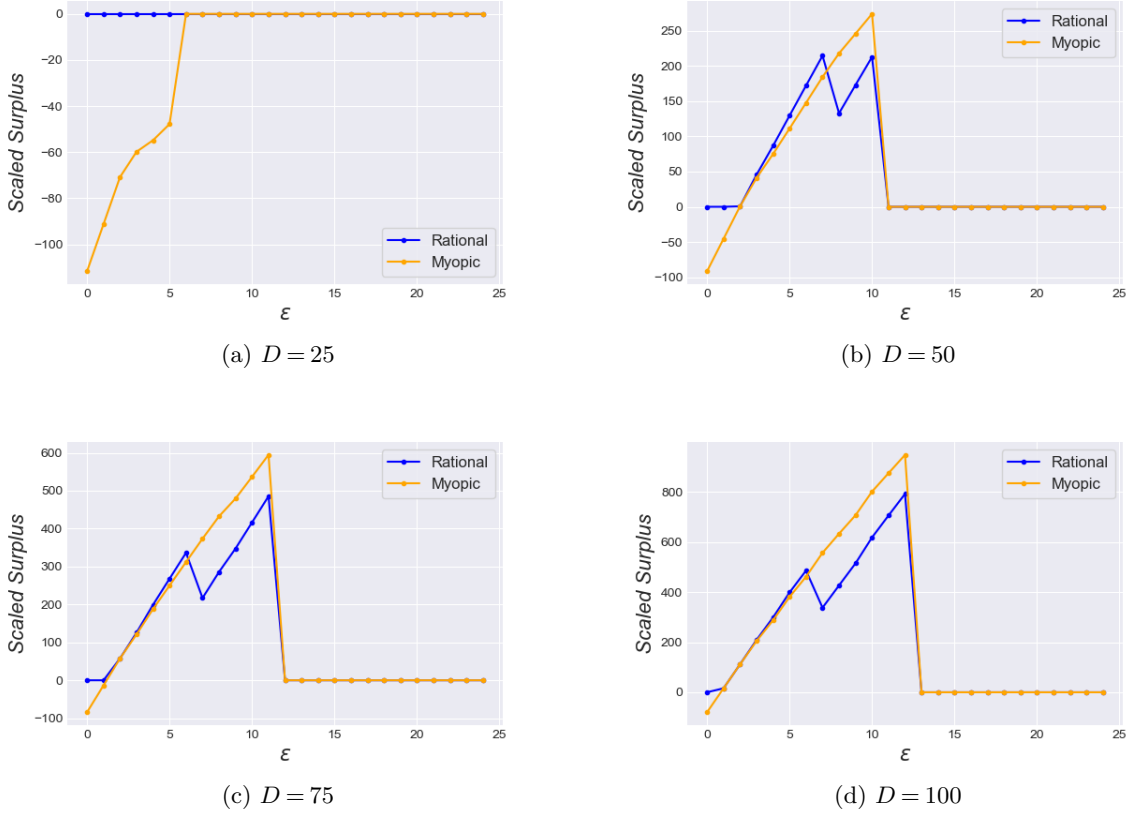 0
−20
−40
−60
−80
−100
Scaled Surplus
Rational
Myopic
0 5 10 15 20 25
ε
(a) D = 25
250
200
150
100
50
0
−50
−100
Scaled Surplus
Rational
Myopic
0 5 10 15 20 25
ε
(b) D = 50
600
500
400
300
200
100
0
−100
Scaled Surplus
Rational
Myopic
0 5 10 15 20 25
ε
(c) D = 75
800
600
400
200
0
Scaled Surplus
Rational
Myopic
0 5 10 15 20 25
ε
(d) D = 100